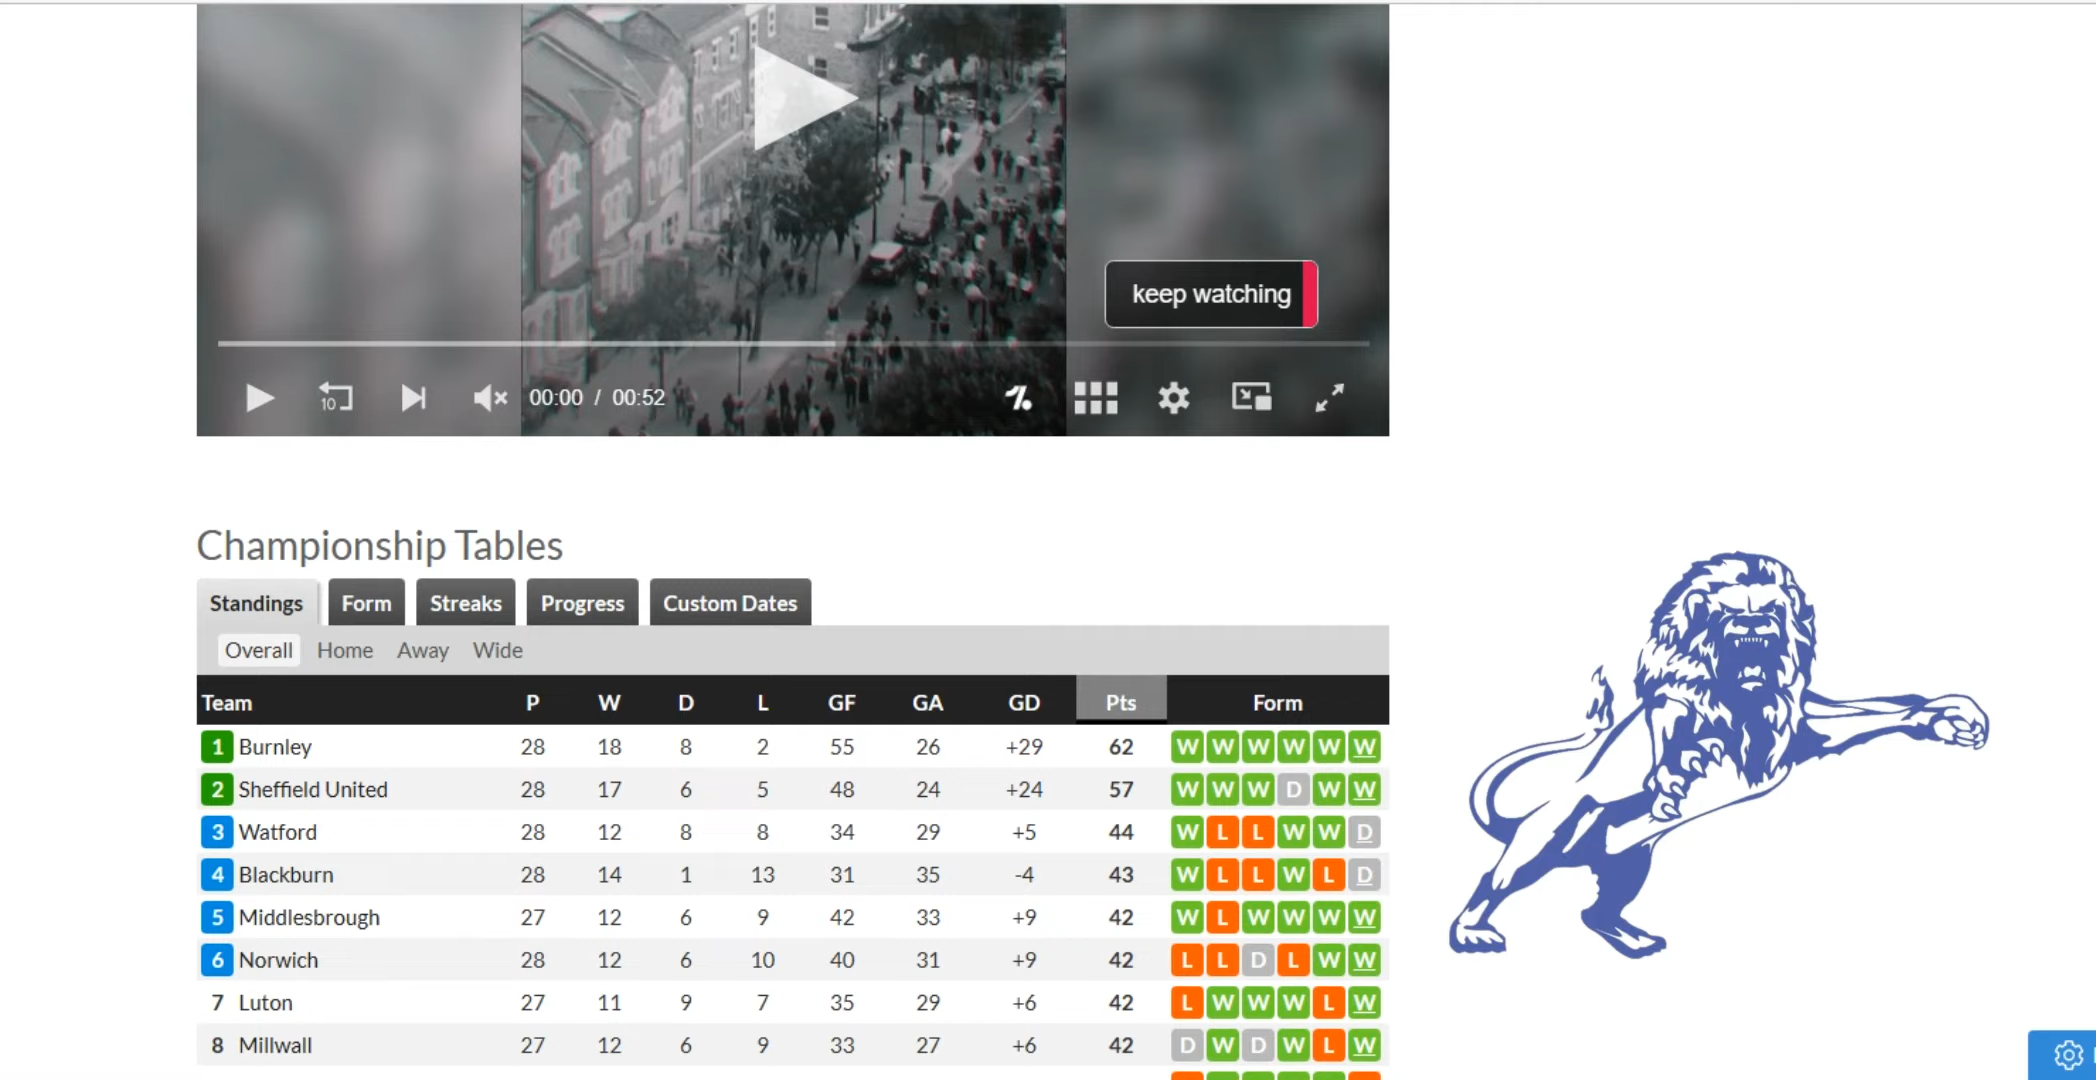 keep watching
10
00:00 / 00:52
Championship Tables
Standings Form Streaks Progress Custom Dates
Overall Home Away Wide
Team P W D L GF GA GD Pts Form
1 Burnley 28 18 8 2 55 26 +29 62 W W W W W W
2 Sheffield United 28 17 6 5 48 24 +24 57 W W W D W W
3 Watford 28 12 8 8 34 29 +5 44 W L L W W D
4 Blackburn 28 14 1 13 31 35 -4 43 W L L W L D
5 Middlesbrough 27 12 6 9 42 33 +9 42 W L W W W W
6 Norwich 28 12 6 10 40 31 +9 42 L L D L W W
7 Luton 27 11 9 7 35 29 +6 42 L W W W L W
8 Millwall 27 12 6 9 33 27 +6 42 D W D W L W